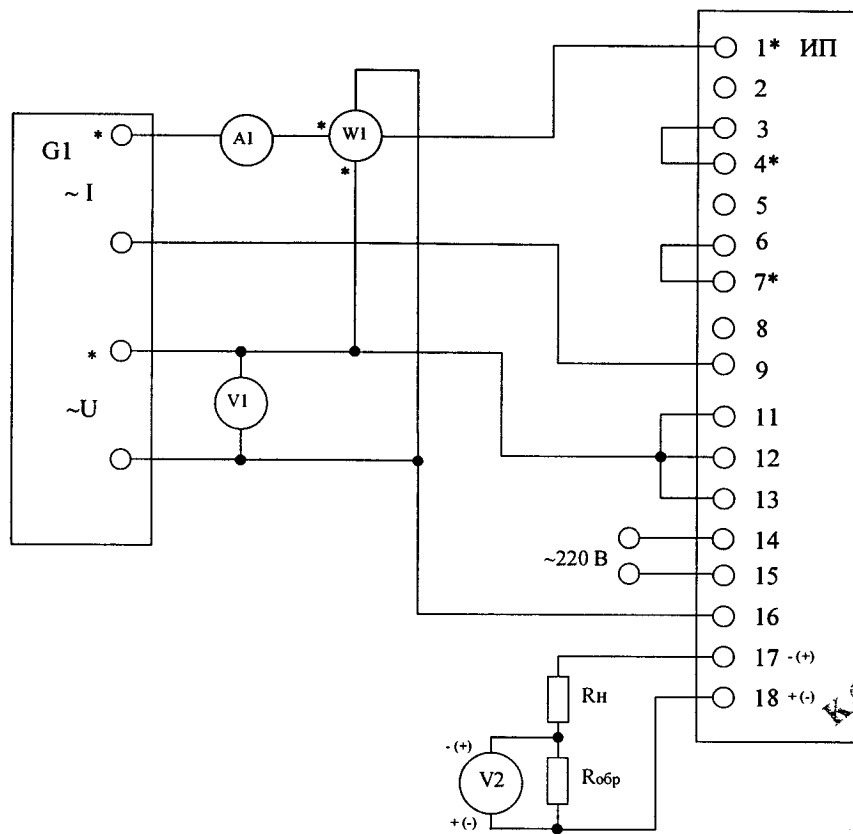 1* ИП
2
3
4*
5
6
7*
8
9
11
12
13
14
15
16
17 - (+)
18 + (-)
* A1 * W1
*
G1
~ I
*
V1
~U
~220 В
Rн
- (+)
V2
Rобр
+ (-)
К